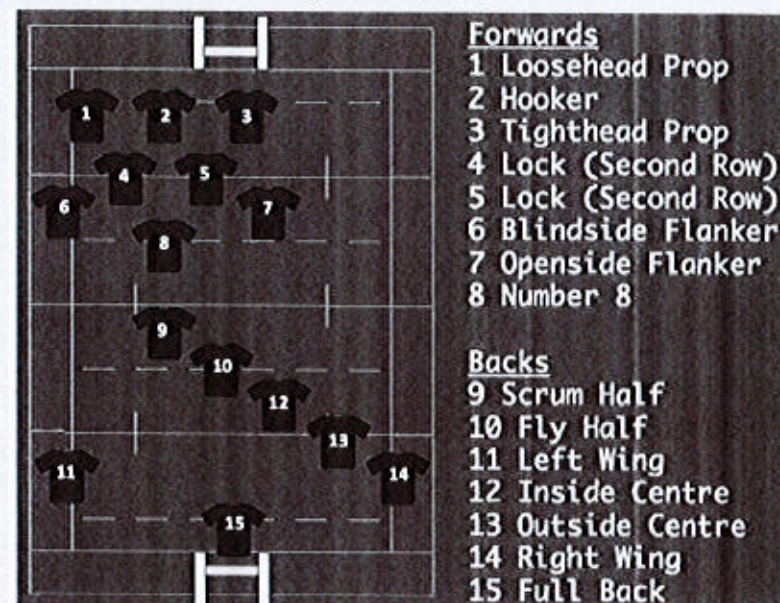 Forwards
1 Loosehead Prop
2 Hooker
3 Tighthead Prop
4 Lock (Second Row)
5 Lock (Second Row)
6 Blindside Flanker
7 Openside Flanker
8 Number 8
Backs
9 Scrum Half
10 Fly Half
11 Left Wing
12 Inside Centre
13 Outside Centre
14 Right Wing
15 Full Back
1 2 3
4 5
6 7
8
9
10
12
13
11 14
15